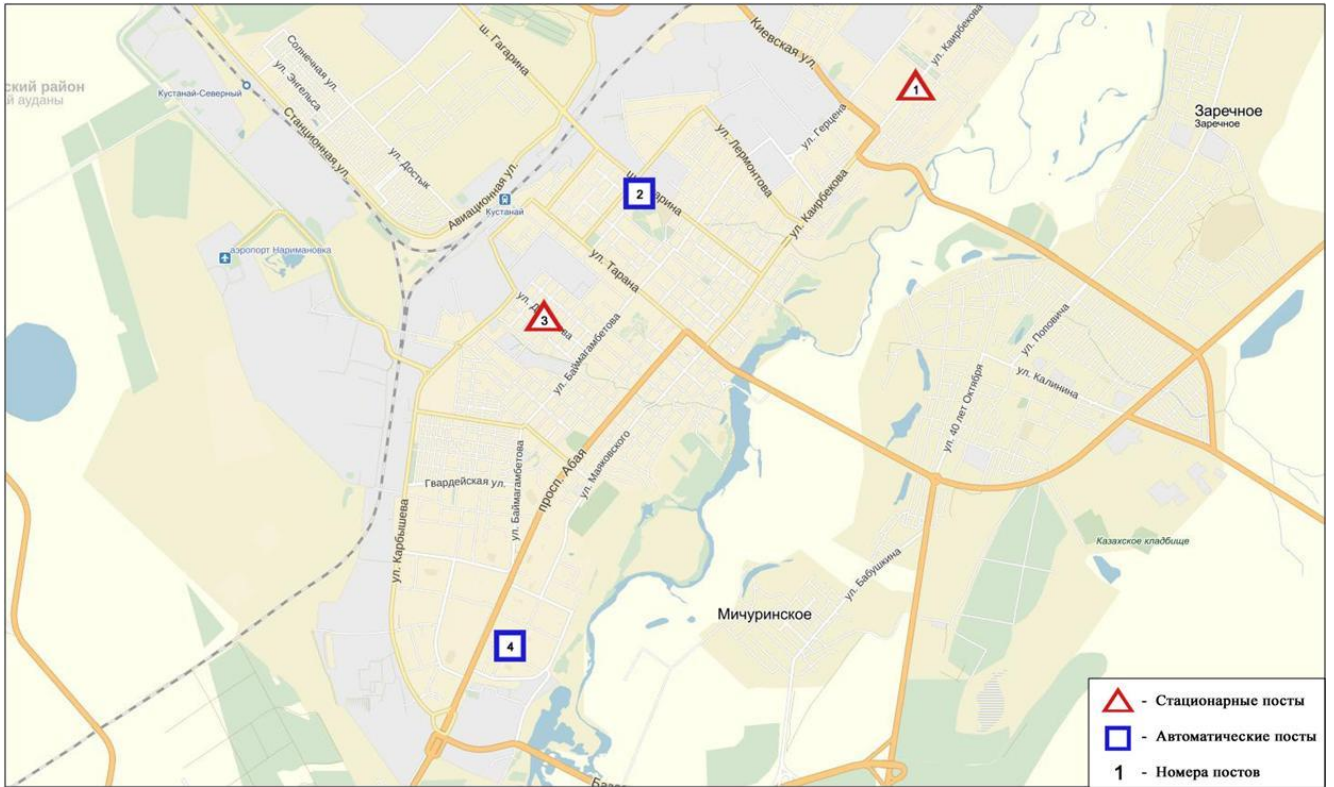 ский район
й ауданы
Кустанай-Северный
Солнечная ул.
ул. Энгельса
Станционная ул.
ул. Достык
Авиационная ул.
Кустанай
аэропорт Наримановка
ш. Гагарина
Киевская ул.
ул. Каирбекова
1
Заречное
Заречное
ул. Герцена
ул. Лермонтова
2
ул. Каирбекова
ул. Тарана
3
ул. Баймагамбетова
ул. Поповича
ул. Калинина
ул. 40 лет Октября
просп. Абая
ул. Маяковского
Гвардейская ул.
ул. Баймагамбетова
ул. Карбышева
Казахское кладбище
ул. Бабушкина
Мичуринское
4
- Стационарные посты
- Автоматические посты
1 - Номера постов